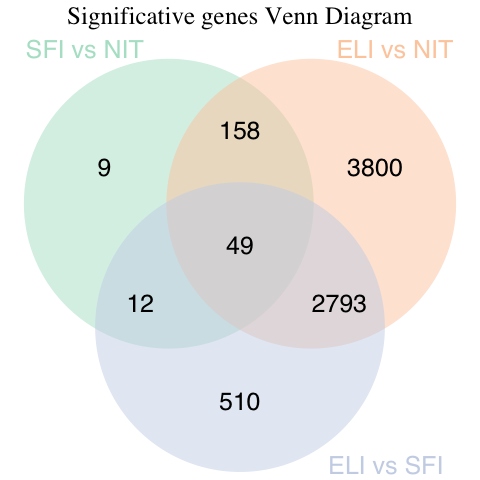 Significative genes Venn Diagram
SFI vs NIT
ELI vs NIT
158
9
3800
49
12
2793
510
ELI vs SFI